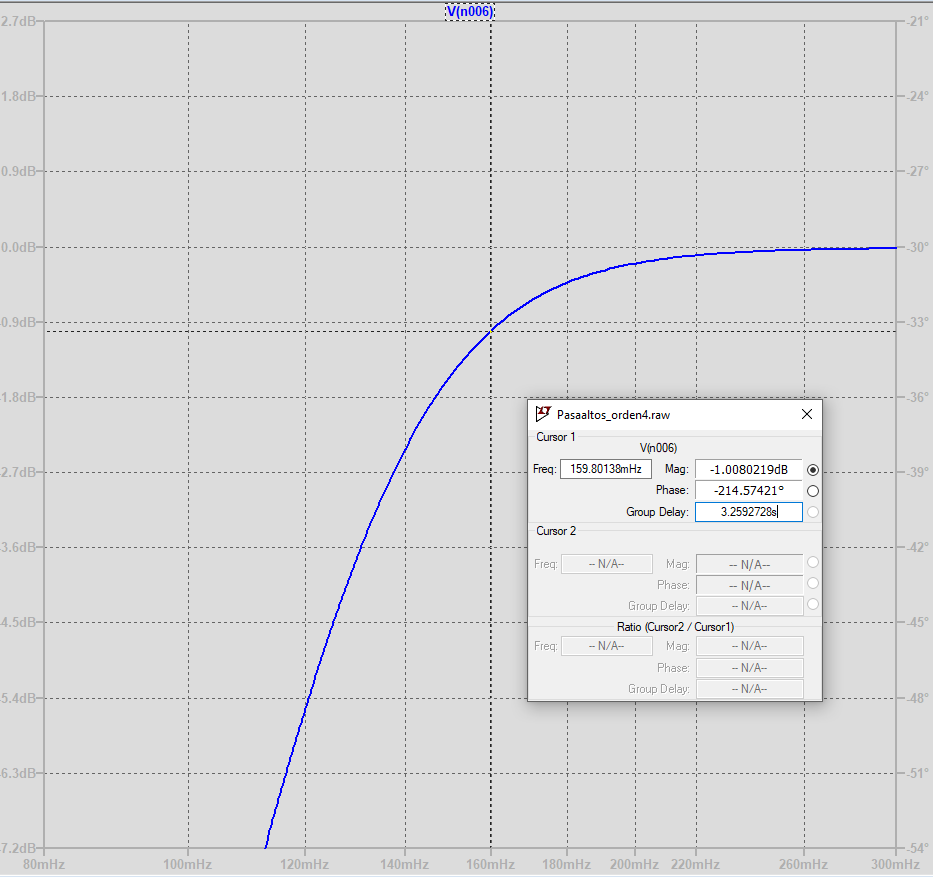 V(n006)
2.7dB
-21°
1.8dB
-24°
0.9dB
-27°
0.0dB
-30°
0.9dB
-33°
1.8dB
-36°
2.7dB
-39°
3.6dB
-42°
4.5dB
-45°
5.4dB
-48°
6.3dB
-51°
7.2dB
-54°
80mHz 100mHz 120mHz 140mHz 160mHz 180mHz 200mHz 220mHz 260mHz 300mHz
Pasaaltos_orden4.raw
Cursor 1
V(n006)
Freq: 159.80138mHz Mag: -1.0080219dB
Phase: -214.57421°
Group Delay: 3.2592728s
Cursor 2
Freq: -- N/A-- Mag: -- N/A--
Phase: -- N/A--
Group Delay: -- N/A--
Ratio (Cursor2 / Cursor1)
Freq: -- N/A-- Mag: -- N/A--
Phase: -- N/A--
Group Delay: -- N/A--